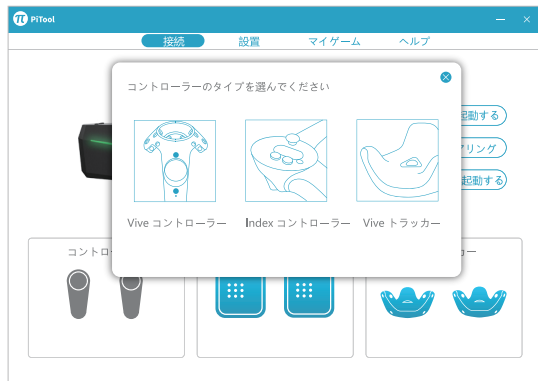 PiTool
接続 設置 マイゲーム ヘルプ
コントローラーのタイプを選んでください
起動する
アリング
起動する
Vive コントローラー Index コントローラー Vive トラッカー
コントロ
カー